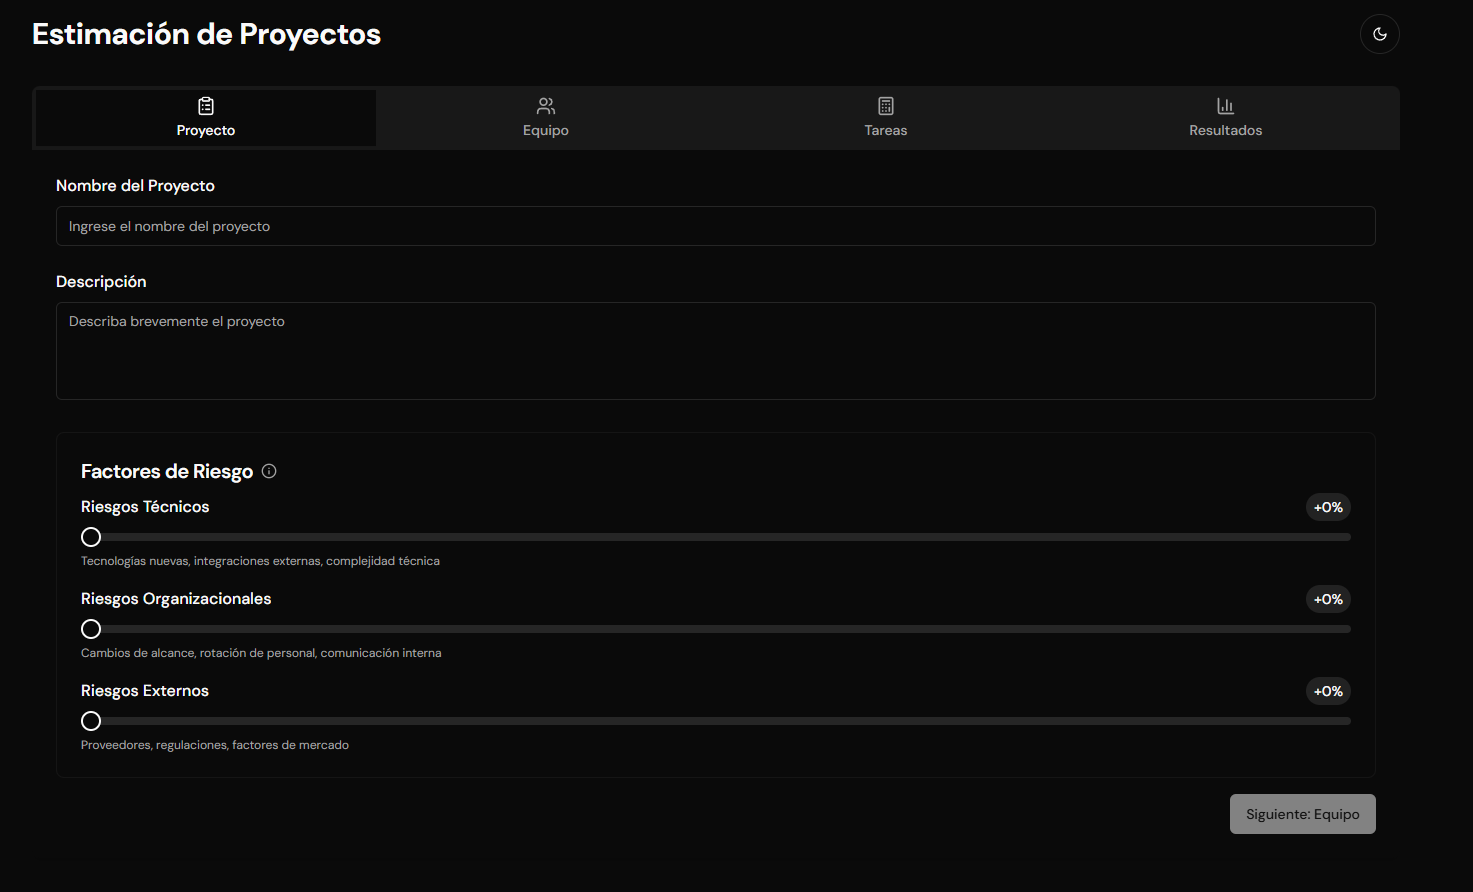 Estimación de Proyectos
Proyecto
Equipo
Tareas
Resultados
Nombre del Proyecto
Ingrese el nombre del proyecto
Descripción
Describa brevemente el proyecto
Factores de Riesgo
Riesgos Técnicos
+0%
Tecnologías nuevas, integraciones externas, complejidad técnica
Riesgos Organizacionales
+0%
Cambios de alcance, rotación de personal, comunicación interna
Riesgos Externos
+0%
Proveedores, regulaciones, factores de mercado
Siguiente: Equipo